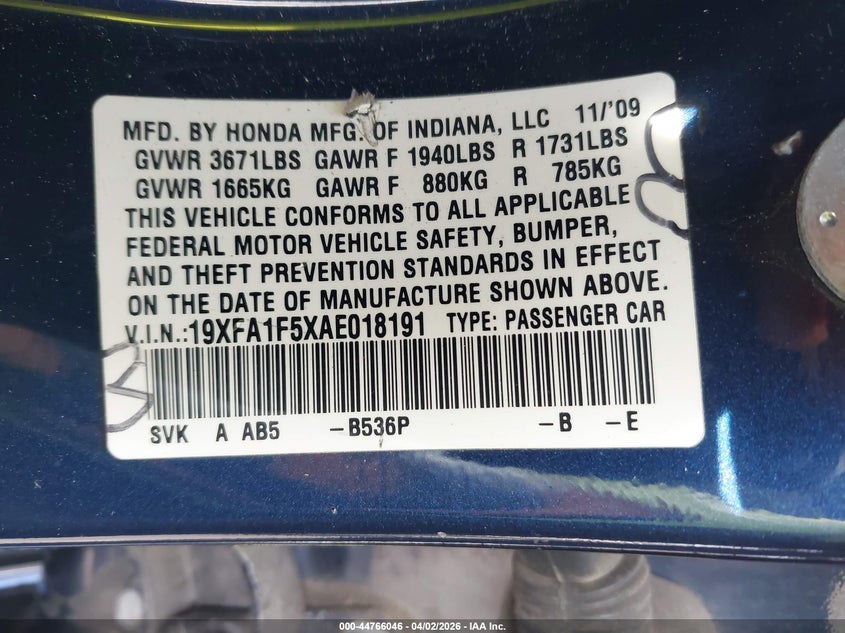 MFD. BY HONDA MFG. OF INDIANA, LLC 11/'09
GVWR 3671LBS GAWR F 1940LBS R 1731LBS
GVWR 1665KG GAWR F 880KG R 785KG
THIS VEHICLE CONFORMS TO ALL APPLICABLE
FEDERAL MOTOR VEHICLE SAFETY, BUMPER,
AND THEFT PREVENTION STANDARDS IN EFFECT
ON THE DATE OF MANUFACTURE SHOWN ABOVE.
V.I.N.:19XFA1F5XAE018191 TYPE: PASSENGER CAR
SVK A AB5 -B536P -B -E
000-44766046 04/02/2026 IAA Inc.